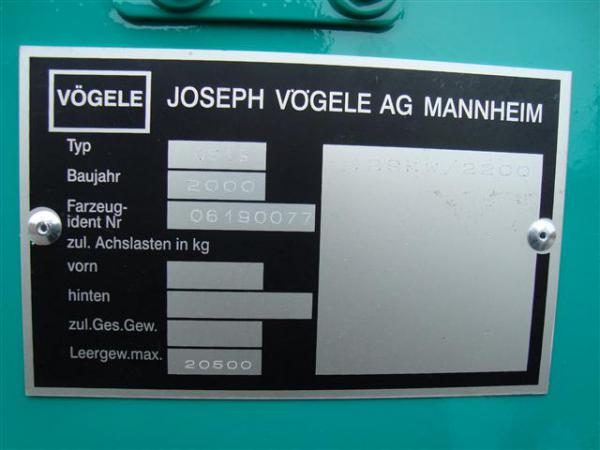 VÖGELE
JOSEPH VÖGELE AG MANNHEIM
Typ
Baujahr 2000
Farzeug-
ident Nr 06190077
zul. Achslasten in kg
vorn
hinten
zul.Ges.Gew.
Leergew.max. 20500